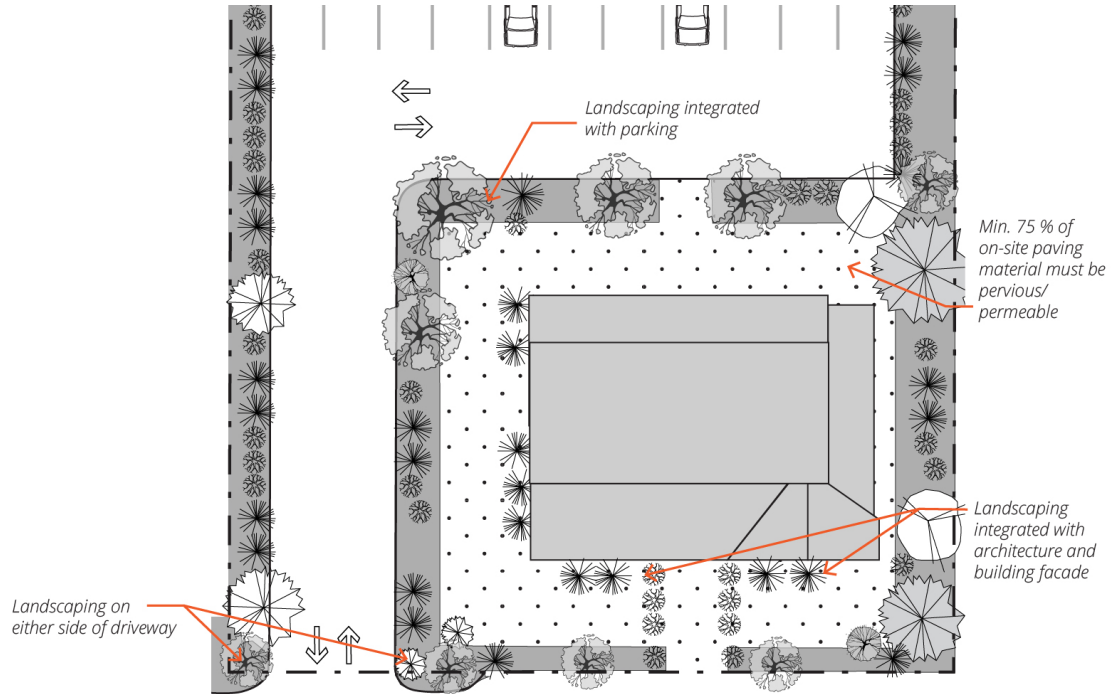 Landscaping integrated
with parking
Min. 75 % of
on-site paving
material must be
pervious/
permeable
Landscaping
integrated with
architecture and
building facade
Landscaping on
either side of driveway